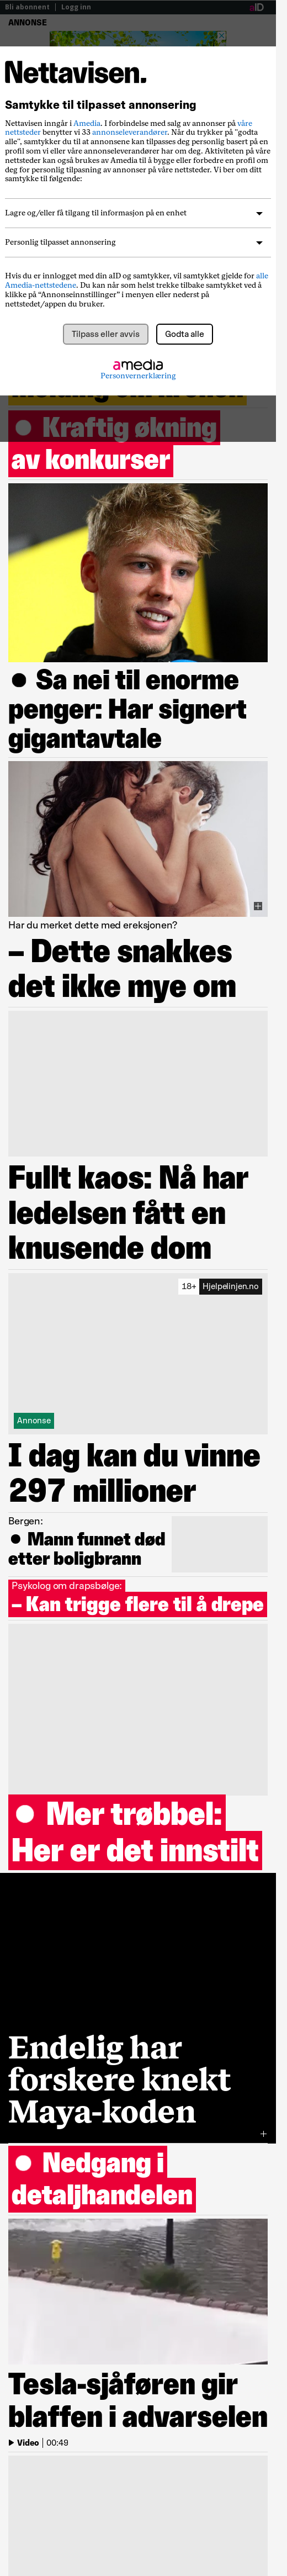 Bli abonnent | Logg inn
aID
ANNONSE
Nettavisen.
Samtykke til tilpasset annonsering
Nettavisen inngår i Amedia. I forbindelse med salg av annonser på våre
nettsteder benytter vi 33 annonseleverandører. Når du trykker på "godta
alle", samtykker du til at annonsene kan tilpasses deg personlig basert på en
profil som vi eller våre annonseleverandører har om deg. Aktiviteten på våre
nettsteder kan også brukes av Amedia til å bygge eller forbedre en profil om
deg for personlig tilpasning av annonser på våre nettsteder. Vi ber om ditt
samtykke til følgende:
Lagre og/eller få tilgang til informasjon på en enhet
Personlig tilpasset annonsering
Hvis du er innlogget med din aID og samtykker, vil samtykket gjelde for alle
Amedia-nettstedene. Du kan når som helst trekke tilbake samtykket ved å
klikke på “Annonseinnstillinger” i menyen eller nederst på
nettstedet/appen du bruker.
Tilpass eller avvis
Godta alle
amedia
Personvernerklæring
Kraftig økning
av konkurser
Sa nei til enorme
penger: Har signert
gigantavtale
Har du merket dette med ereksjonen?
– Dette snakkes
det ikke mye om
Fullt kaos: Nå har
ledelsen fått en
knusende dom
18+ Hjelpelinjen.no
Annonse
I dag kan du vinne
297 millioner
Bergen:
Mann funnet død
etter boligbrann
Psykolog om drapsbølge:
– Kan trigge flere til å drepe
Mer trøbbel:
Her er det innstilt
Endelig har
forskere knekt
Maya-koden
Nedgang i
detaljhandelen
Tesla-sjåføren gir
blaffen i advarselen
Video | 00:49